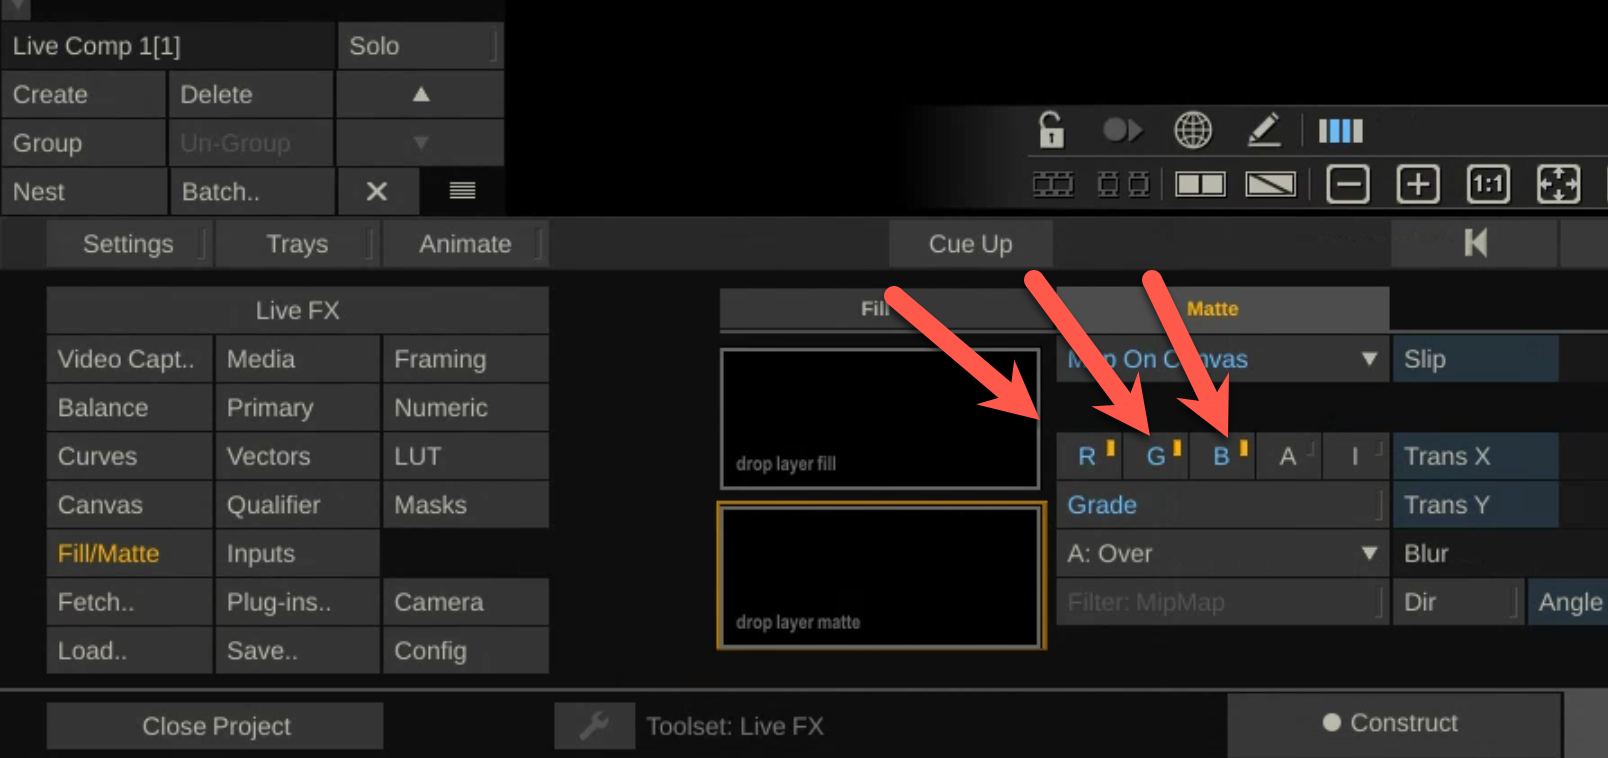 Live Comp 1[1]
Solo
Create
Delete
Group
Un-Group
Nest
Batch..
1:1
Settings
Trays
Animate
Cue Up
Live FX
Fill
Matte
Video Capt..
Media
Framing
On
Slip
Balance
Primary
Numeric
Curves
Vectors
LUT
drop layer fill
R
G
B
A
I
Trans X
Canvas
Qualifier
Masks
Grade
Trans Y
Fill/Matte
Inputs
A: Over
Blur
Fetch..
Plug-ins..
Camera
drop layer matte
Filter: MipMap
Dir
Angle
Load..
Save..
Config
Close Project
Toolset: Live FX
Construct